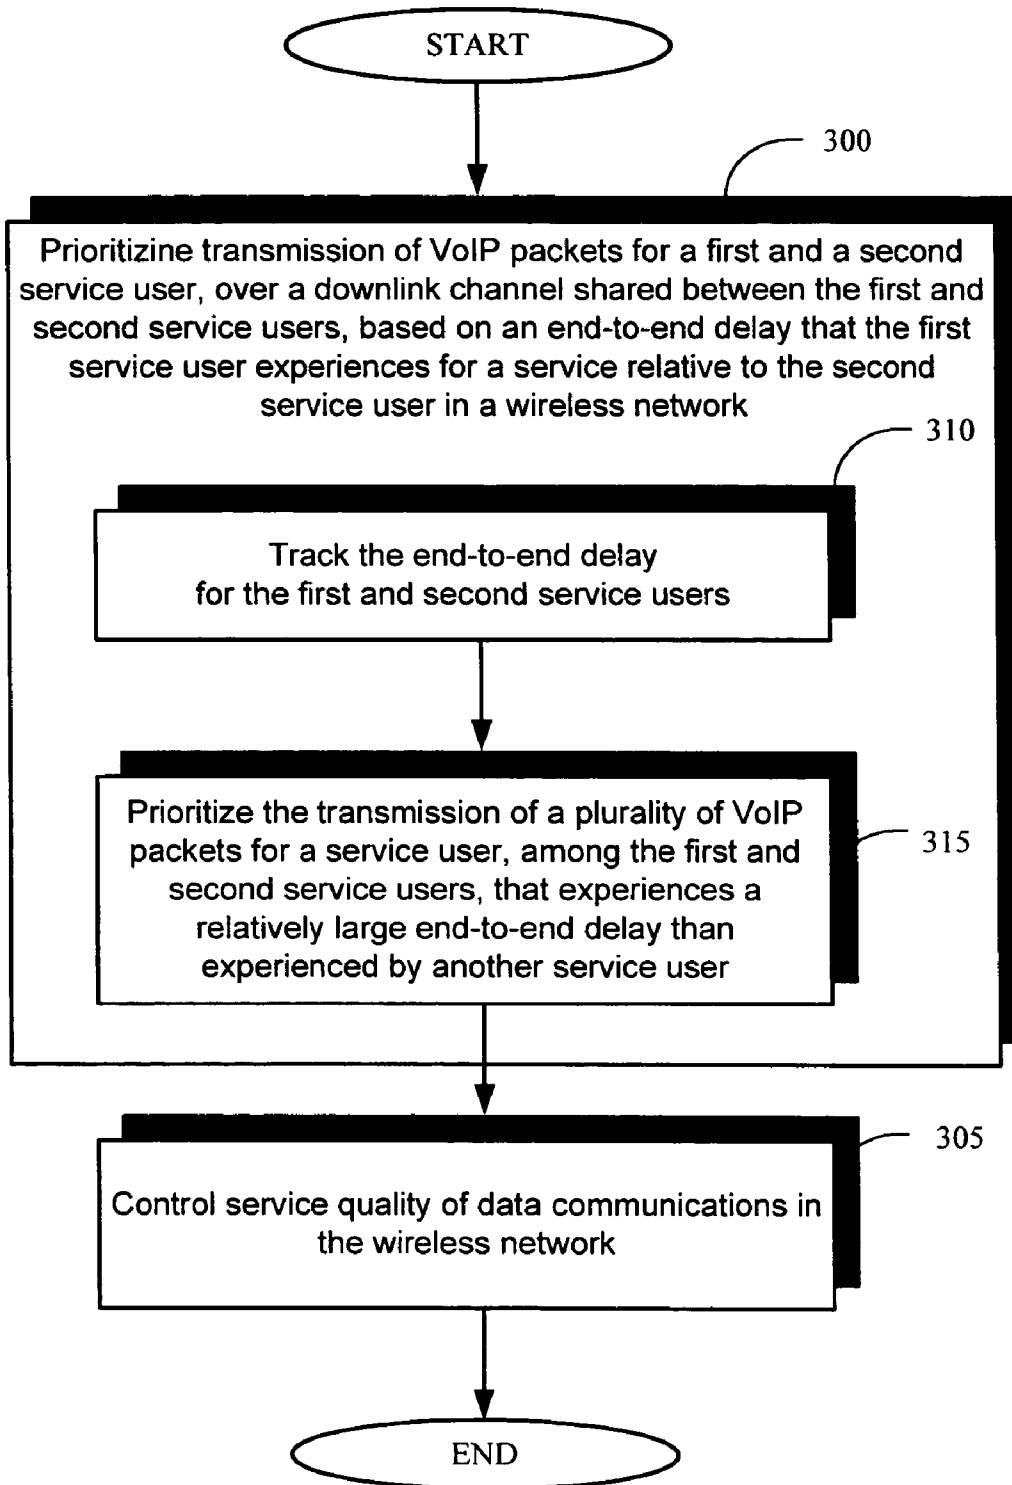 START
300
Prioritizine transmission of VoIP packets for a first and a second
service user, over a downlink channel shared between the first and
second service users, based on an end-to-end delay that the first
service user experiences for a service relative to the second
service user in a wireless network
310
Track the end-to-end delay
for the first and second service users
Prioritize the transmission of a plurality of VoIP
packets for a service user, among the first and
second service users, that experiences a
relatively large end-to-end delay than
experienced by another service user
315
305
Control service quality of data communications in
the wireless network
END